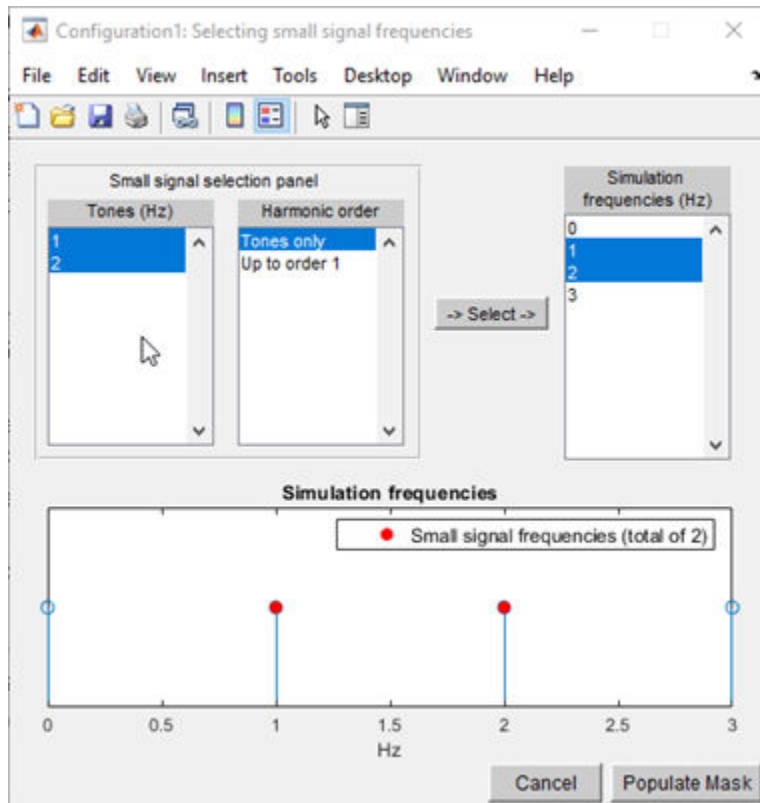 Configuration1: Selecting small signal frequencies
File Edit View Insert Tools Desktop Window Help
Small signal selection panel
Tones (Hz)
1
2
Harmonic order
Tones only
Up to order 1
-> Select ->
Simulation
frequencies (Hz)
0
1
2
3
Simulation frequencies
Small signal frequencies (total of 2)
0 0.5 1 1.5 2 2.5 3
Hz
Cancel Populate Mask